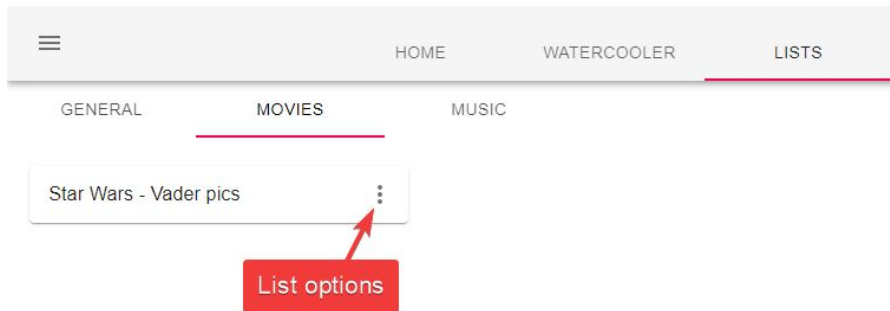 HOME WATERCOOLER LISTS
GENERAL MOVIES MUSIC
Star Wars - Vader pics
List options